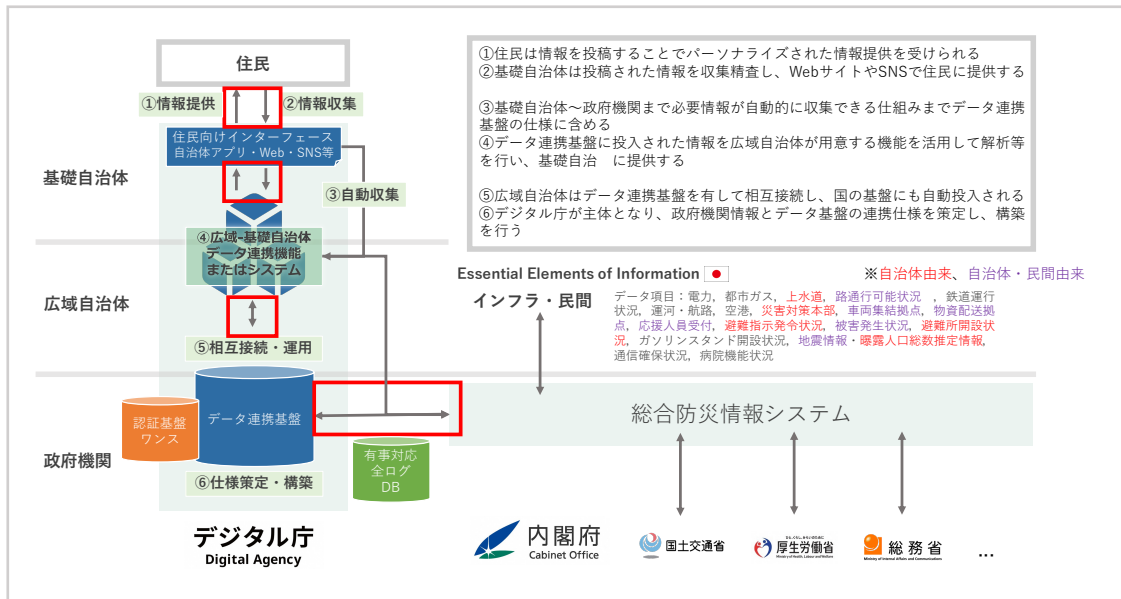 住民
①情報提供
②情報収集
住民向けインターフェース
自治体アプリ・Web・SNS等
基礎自治体
③自動収集
④広域-基礎自治体
データ連携機能
またはシステム
広域自治体
⑤相互接続・運用
データ連携基盤
認証基盤
ワンス
政府機関
有事対応
全ログ
DB
⑥仕様策定・構築
デジタル庁
Digital Agency
①住民は情報を投稿することでパーソナライズされた情報提供を受けられる
②基礎自治体は投稿された情報を収集精査し、WebサイトやSNSで住民に提供する
③基礎自治体～政府機関まで必要情報が自動的に収集できる仕組みまでデータ連携
基盤の仕様に含める
④データ連携基盤に投入された情報を広域自治体が用意する機能を活用して解析等
を行い、基礎自治　に提供する
⑤広域自治体はデータ連携基盤を有して相互接続し、国の基盤にも自動投入される
⑥デジタル庁が主体となり、政府機関情報とデータ基盤の連携仕様を策定し、構築
を行う
Essential Elements of Information
※自治体由来、自治体・民間由来
インフラ・民間
データ項目：電力, 都市ガス, 上水道, 路通行可能状況　, 鉄道運行
状況, 運河・航路, 空港, 災害対策本部, 車両集結拠点, 物資配送拠
点, 応援人員受付, 避難指示発令状況, 被害発生状況, 避難所開設状
況, ガソリンスタンド開設状況, 地震情報・曝露人口総数推定情報,
通信確保状況, 病院機能状況
総合防災情報システム
内閣府
Cabinet Office
国土交通省
ひと、くらし、みらいのために
厚生労働省
Ministry of Health, Labour and Welfare
総務省
Ministry of Internal Affairs and Communications
...